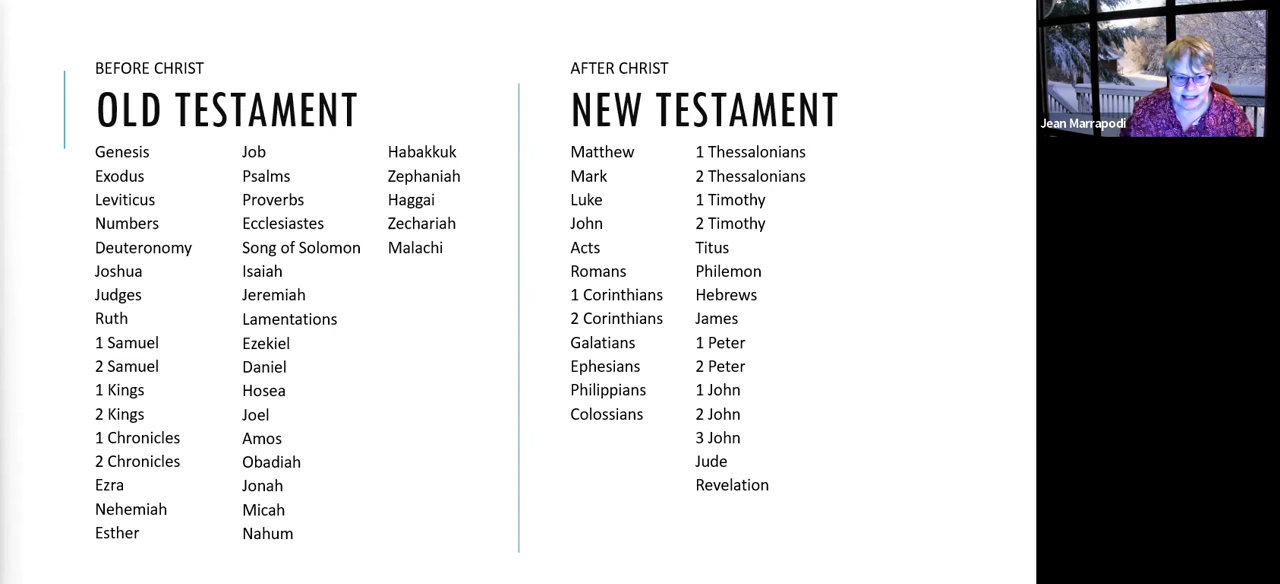 BEFORE CHRIST
OLD TESTAMENT
Genesis
Exodus
Leviticus
Numbers
Deuteronomy
Joshua
Judges
Ruth
1 Samuel
2 Samuel
1 Kings
2 Kings
1 Chronicles
2 Chronicles
Ezra
Nehemiah
Esther
Job
Psalms
Proverbs
Ecclesiastes
Song of Solomon
Isaiah
Jeremiah
Lamentations
Ezekiel
Daniel
Hosea
Joel
Amos
Obadiah
Jonah
Micah
Nahum
Habakkuk
Zephaniah
Haggai
Zechariah
Malachi
AFTER CHRIST
NEW TESTAMENT
Matthew
Mark
Luke
John
Acts
Romans
1 Corinthians
2 Corinthians
Galatians
Ephesians
Philippians
Colossians
1 Thessalonians
2 Thessalonians
1 Timothy
2 Timothy
Titus
Philemon
Hebrews
James
1 Peter
2 Peter
1 John
2 John
3 John
Jude
Revelation
Jean Marrapodi